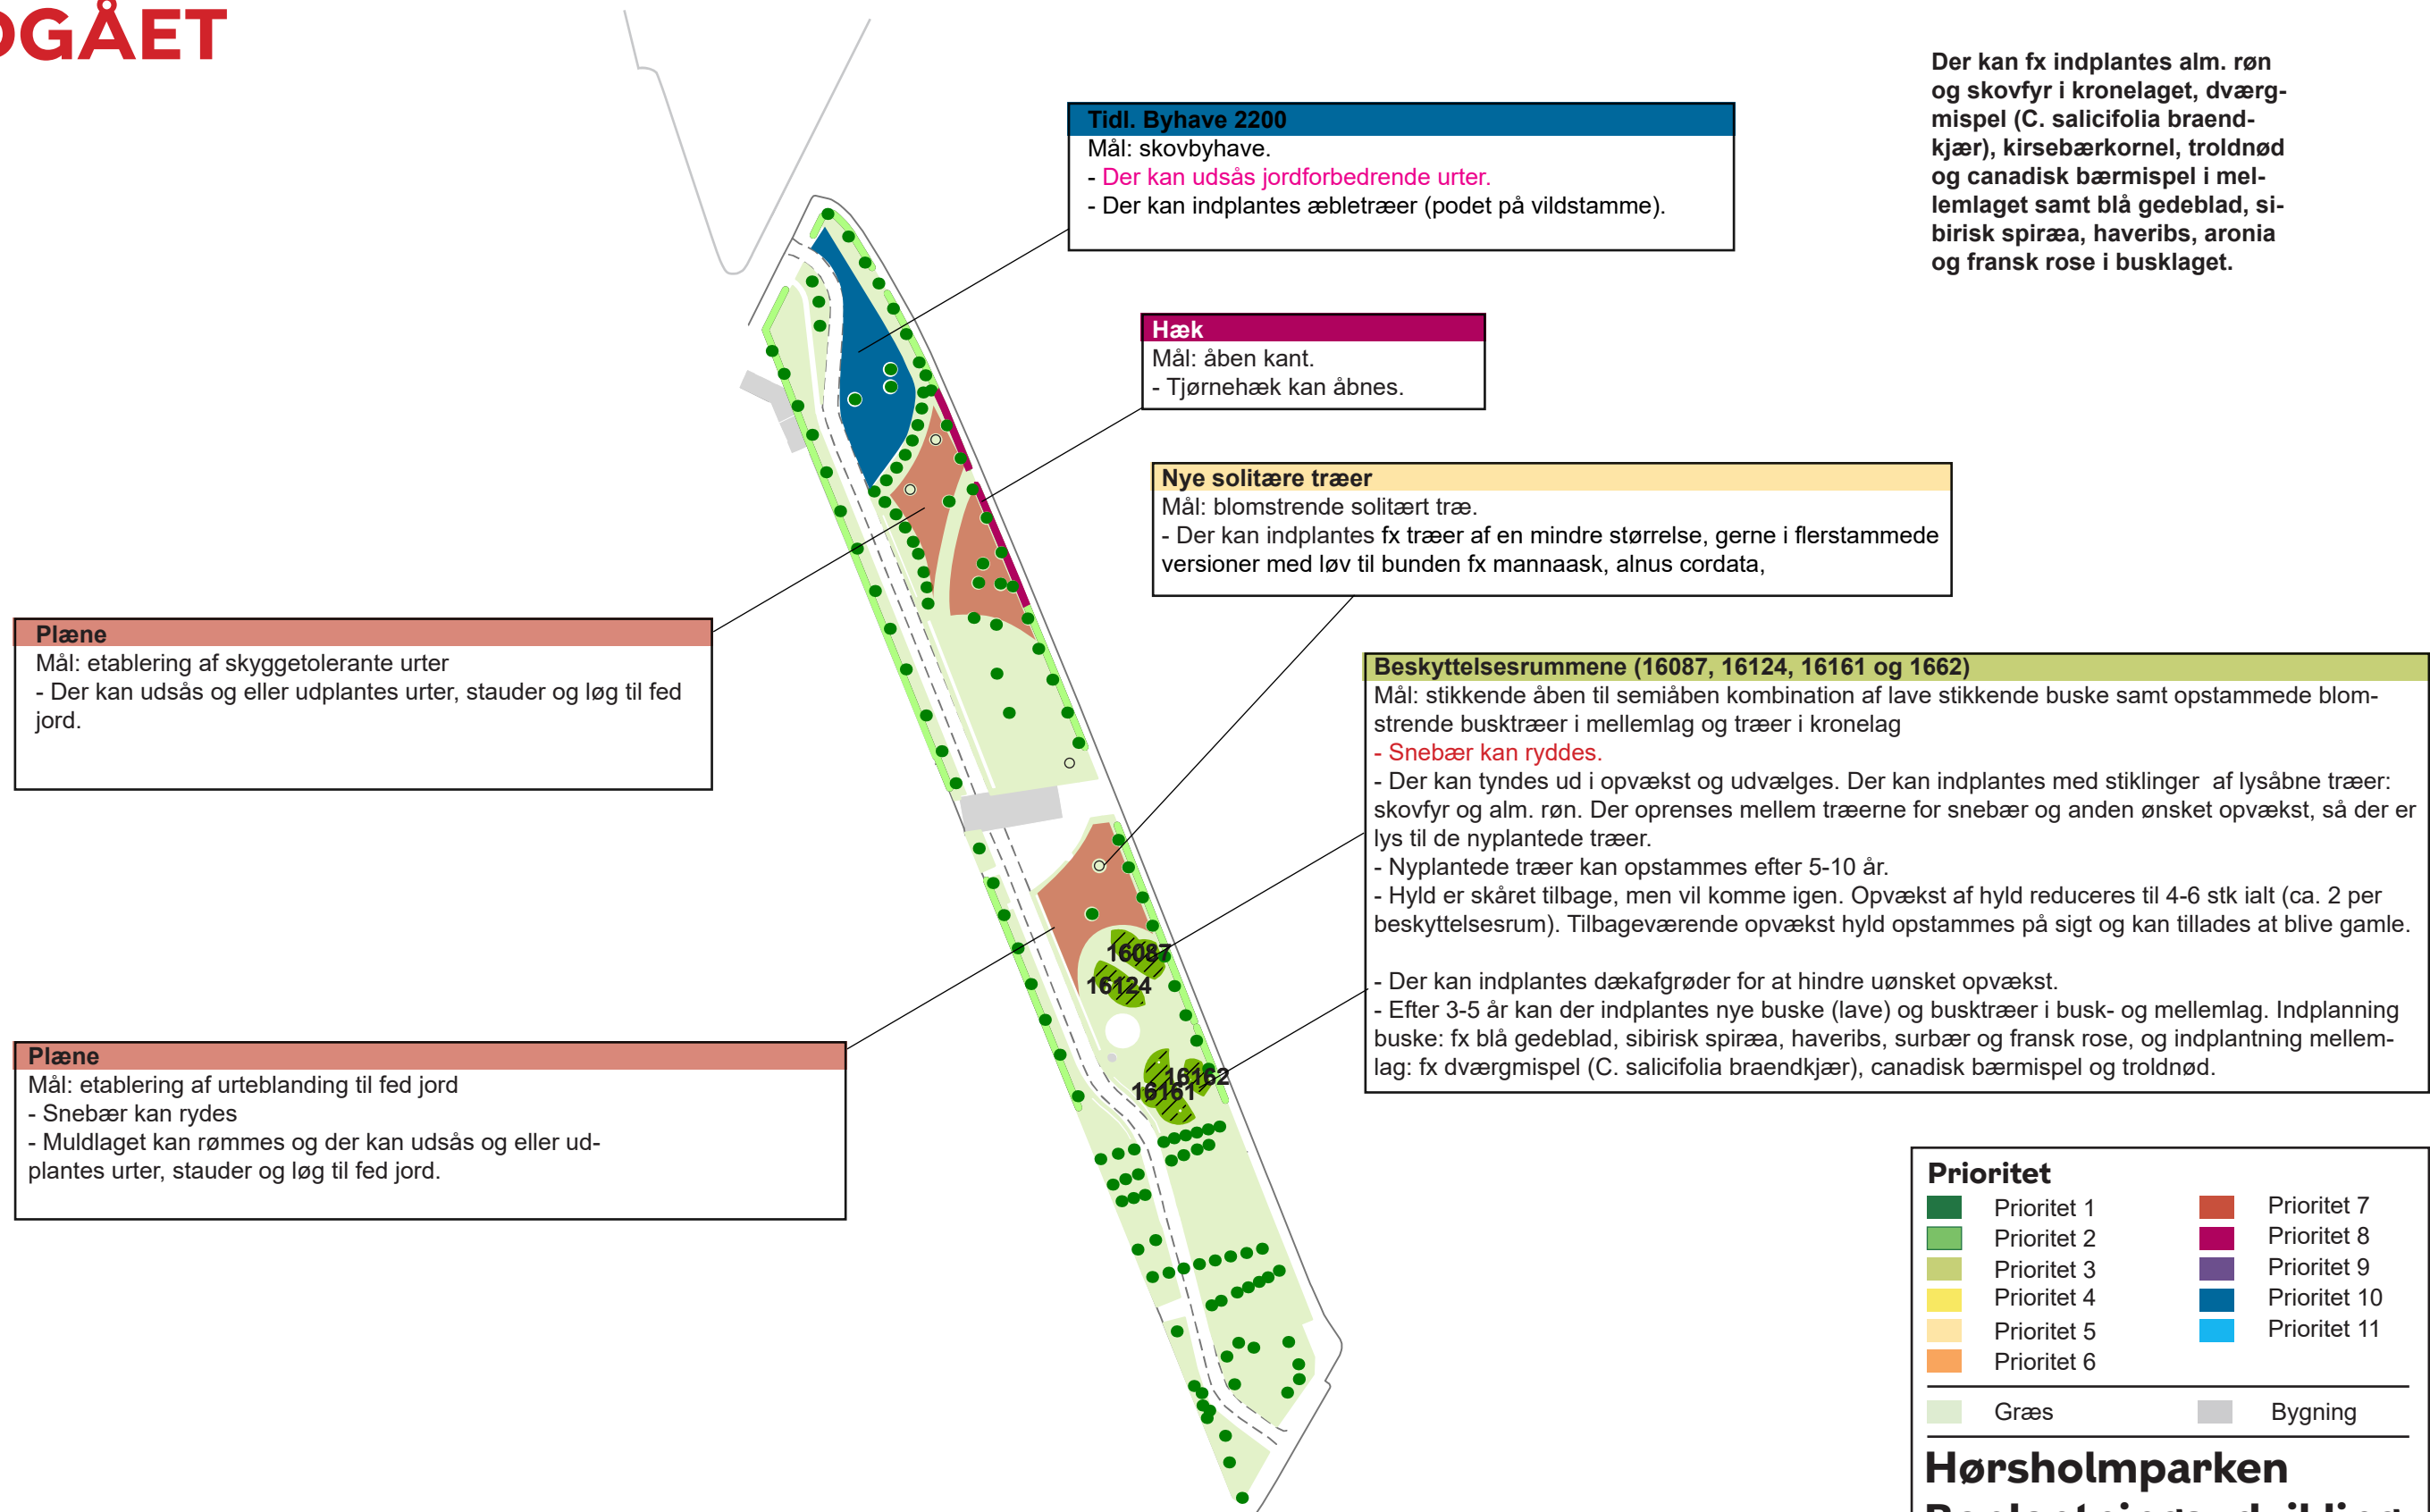 Der kan fx indplantes alm. røn
og skovfyr i kronelaget, dværg-
mispel (C. salicifolia braend-
kjær), kirsebærkornel, troldnød
og canadisk bærmispel i mel-
lemlaget samt blå gedeblad, si-
birisk spiræa, haveribs, aronia
og fransk rose i busklaget.
Tidl. Byhave 2200
Mål: skovbyhave.
- Der kan udsås jordforbedrende urter.
- Der kan indplantes æbletræer (podet på vildstamme).
Hæk
Mål: åben kant.
- Tjørnehæk kan åbnes.
Nye solitære træer
Mål: blomstrende solitært træ.
- Der kan indplantes fx træer af en mindre størrelse, gerne i flerstammede
versioner med løv til bunden fx mannaask, alnus cordata,
Plæne
Mål: etablering af skyggetolerante urter
- Der kan udsås og eller udplantes urter, stauder og løg til fed
jord.
Beskyttelsesrummene (16087, 16124, 16161 og 1662)
Mål: stikkende åben til semiåben kombination af lave stikkende buske samt opstammede blom-
strende busktræer i mellemlag og træer i kronelag
- Snebær kan ryddes.
- Der kan tyndes ud i opvækst og udvælges. Der kan indplantes med stiklinger af lysåbne træer:
skovfyr og alm. røn. Der oprenses mellem træerne for snebær og anden ønsket opvækst, så der er
lys til de nyplantede træer.
- Nyplantede træer kan opstammes efter 5-10 år.
- Hyld er skåret tilbage, men vil komme igen. Opvækst af hyld reduceres til 4-6 stk ialt (ca. 2 per
beskyttelsesrum). Tilbageværende opvækst hyld opstammes på sigt og kan tillades at blive gamle.
- Der kan indplantes dækafgrøder for at hindre uønsket opvækst.
- Efter 3-5 år kan der indplantes nye buske (lave) og busktræer i busk- og mellemlag. Indplanning
buske: fx blå gedeblad, sibirisk spiræa, haveribs, surbær og fransk rose, og indplantning mellem-
lag: fx dværgmispel (C. salicifolia braendkjær), canadisk bærmispel og troldnød.
16087
16124
16162
16161
Plæne
Mål: etablering af urteblanding til fed jord
- Snebær kan rydes
- Muldlaget kan rømmes og der kan udsås og eller ud-
plantes urter, stauder og løg til fed jord.
Prioritet
Prioritet 1
Prioritet 2
Prioritet 3
Prioritet 4
Prioritet 5
Prioritet 6
Prioritet 7
Prioritet 8
Prioritet 9
Prioritet 10
Prioritet 11
Græs
Bygning
Hørsholmparken